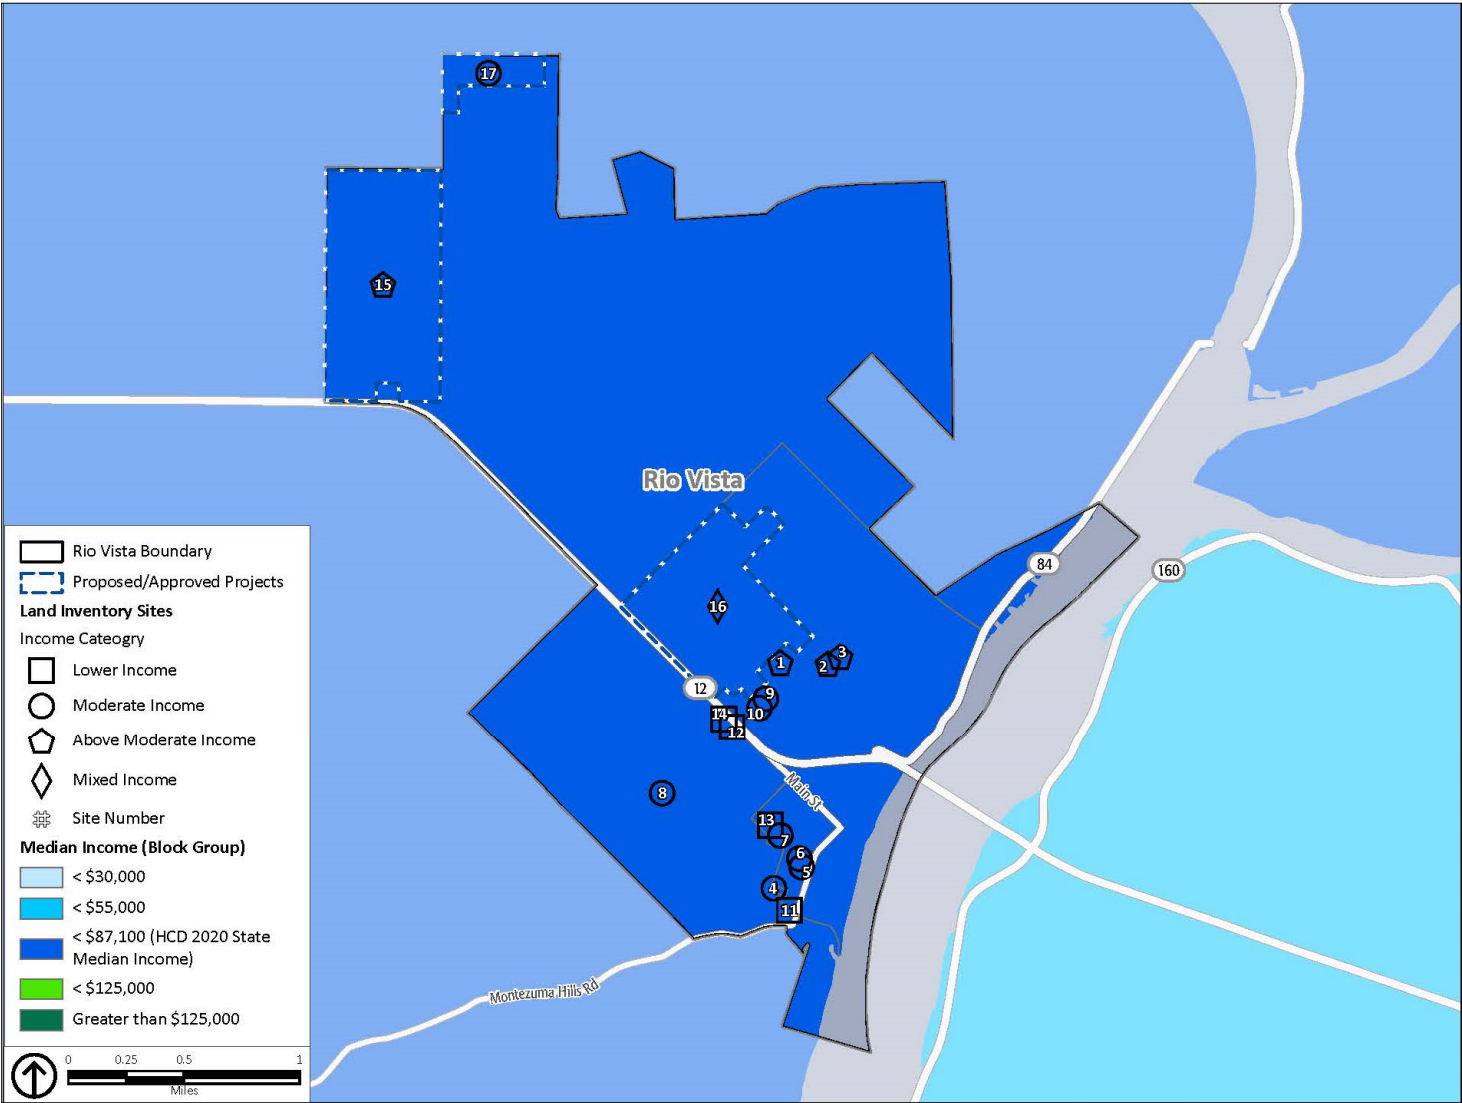 17
15
Rio Vista
84
160
16
1
2
3
12
9
10
14
12
8
Main St
13
7
6
5
4
11
Montezuma Hills Rd
Rio Vista Boundary
Proposed/Approved Projects
Land Inventory Sites
Income Cateogry
Lower Income
Moderate Income
Above Moderate Income
Mixed Income
Site Number
Median Income (Block Group)
< $30,000
< $55,000
< $87,100 (HCD 2020 State
Median Income)
< $125,000
Greater than $125,000
0 0.25 0.5 1
Miles